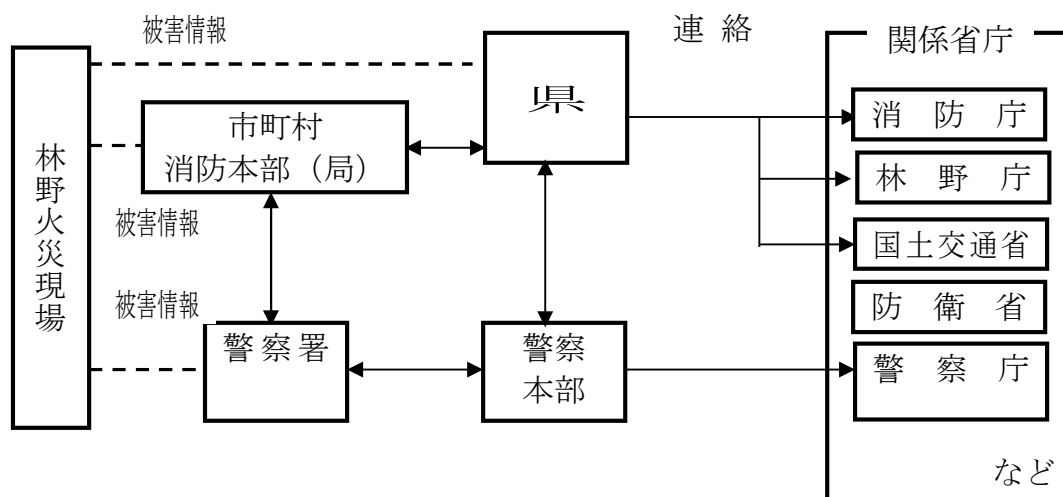 被害情報
連 絡
関係省庁
県
消 防 庁
市町村
消防本部（局）
林野火災現場
林 野 庁
被害情報
国土交通省
被害情報
防 衛 省
警察署
警察
本部
警 察 庁
など